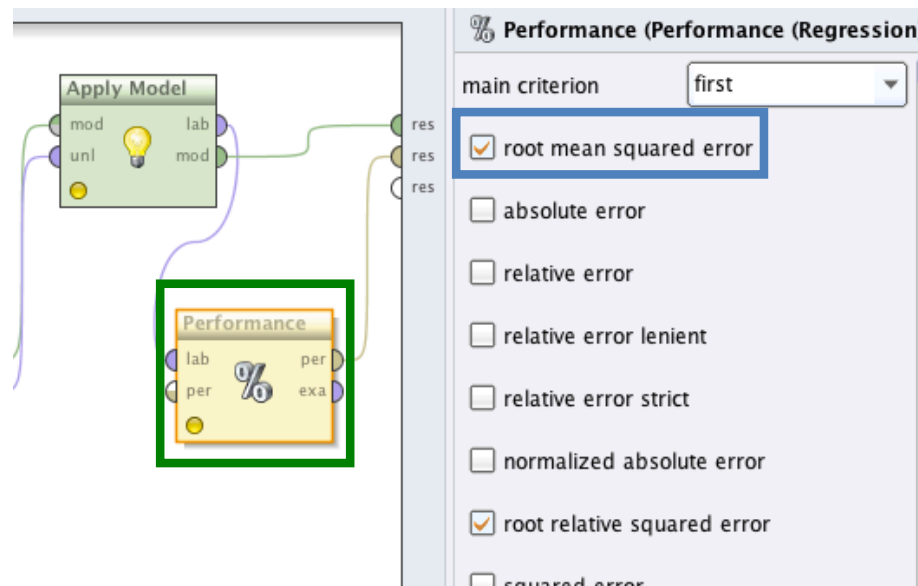 Apply Model
mod lab
unl mod
res
res
res
Performance
lab per
per exa
% Performance (Performance (Regression
main criterion first
root mean squared error
absolute error
relative error
relative error lenient
relative error strict
normalized absolute error
root relative squared error
squared error